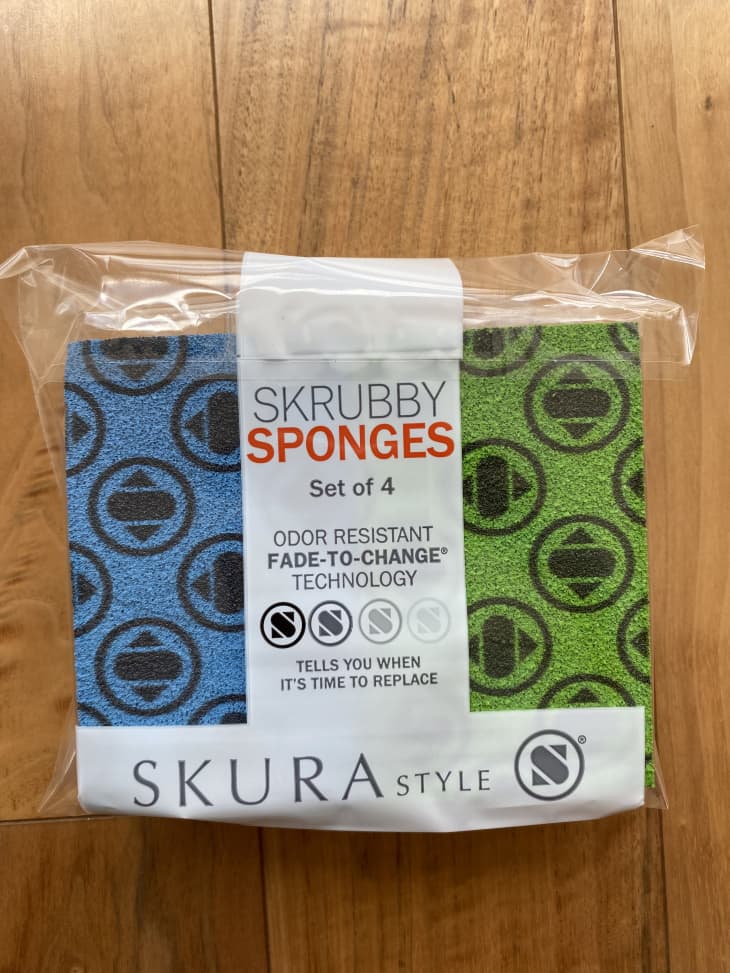 SKRUBBY
SPONGES
Set of 4
ODOR RESISTANT
FADE-TO-CHANGE®
TECHNOLOGY
S S S S
TELLS YOU WHEN
IT'S TIME TO REPLACE
SKURA STYLE S®